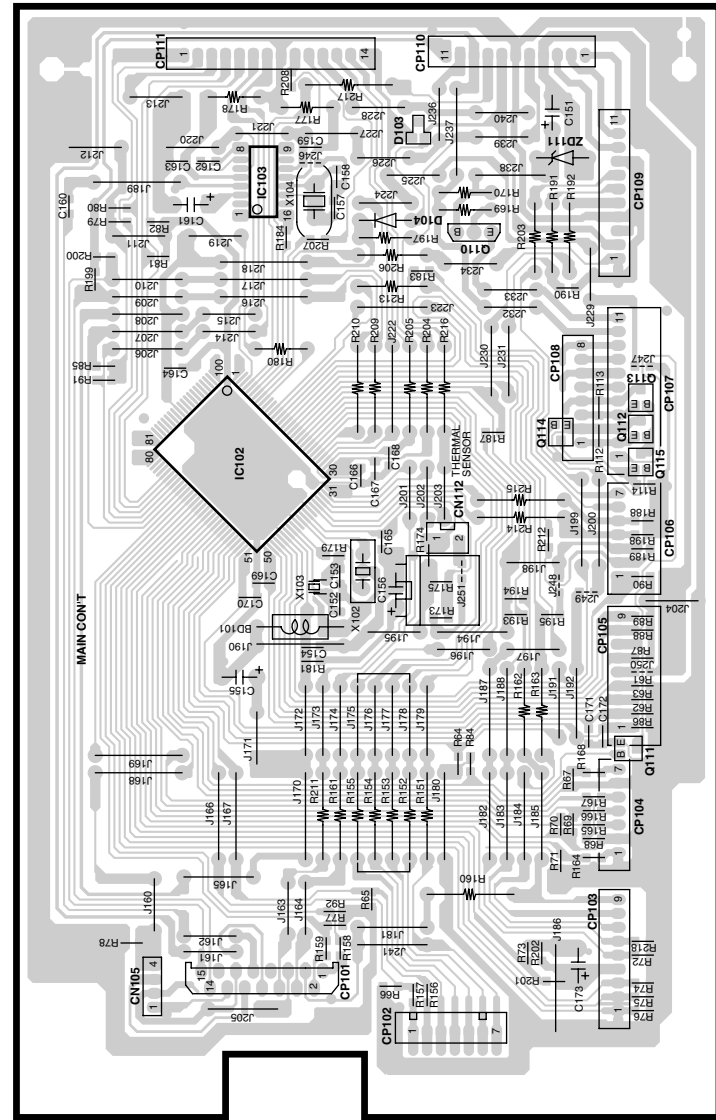 CP111
14
1
CP110
11
1
R208
R217
J213
R178
R177
J228
J236
J237
J240
C151
J220
J221
C159
J227
D103
J239
ZD111
11
J212
8
9
J246
C163
C162
IC103
C158
J226
J238
J189
X104
C157
J225
R170
R191
R192
CP109
C160
R80
R79
C161
1
16
J224
D104
R169
B
E
R82
R184
R207
R197
Q110
R203
J211
J219
R200
R81
R206
R183
J234
1
R199
J218
J210
J217
R213
J233
R190
J209
J216
J223
J232
J229
J208
J215
R210
R209
J222
R205
R204
R216
11
J207
J214
J230
J231
8
J206
R180
CP108
J247
R85
100
1
Q113
CP107
R91
C164
R113
B
E
Q112
Q114
B
E
B
E
R187
81
80
IC102
C168
THERMAL
SENSOR
1
R112
1
B
E
Q115
30
31
C166
C167
CN112
R215
7
R114
J201
J202
J203
R214
J199
J200
R188
CP106
51
50
R179
C165
R174
1
2
R212
R198
R189
C169
X103
C153
C156
R175
J251
J198
J248
1
R90
C170
C152
R194
J249
J204
BD101
X102
R173
R193
R195
MAIN CON'T
J190
J195
J194
9
R89
CP105
R88
C154
J196
J197
R87
R181
J250
C155
R61
J187
J188
R162
R163
J191
J192
R63
J172
J173
J174
J175
J176
J177
J178
J179
R62
C171
C172
1
R86
J171
R64
R84
R168
B
E
Q111
J169
J168
R67
7
J170
R211
R161
R155
R154
R153
R152
R151
J180
J166
J167
J182
J183
J184
J185
R167
R166
R165
CP104
R70
R69
R68
R71
R164
1
J165
J160
R160
J163
J164
R92
R65
9
R77
CP103
R78
J162
J181
J186
R159
R158
J161
J241
R73
R202
R218
R72
4
CN105
15
14
1
2
CP101
R201
R66
R157
R156
C173
R74
R75
1
CP102
1
R76
J205
1
7